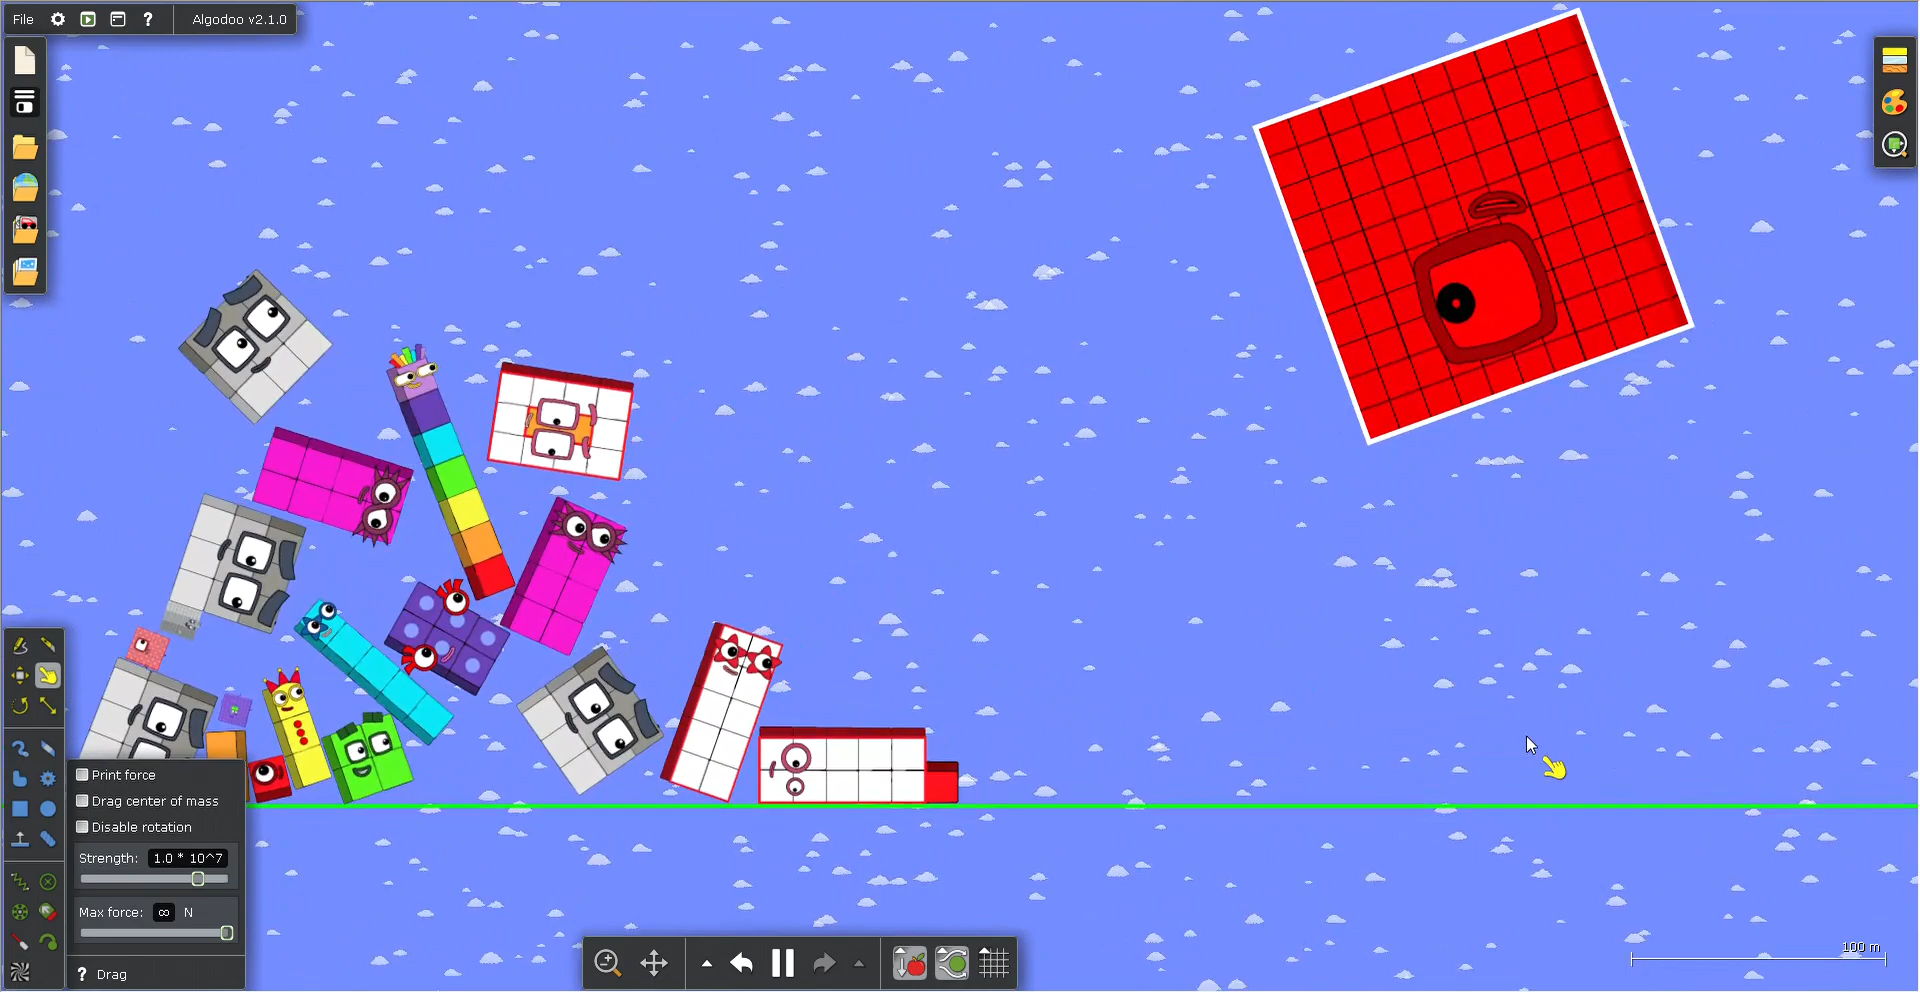 File ? Algodoo v2.1.0
Print force
Drag center of mass
Disable rotation
Strength: 1.0 * 10^7
Max force: ∞ N
? Drag
100 m